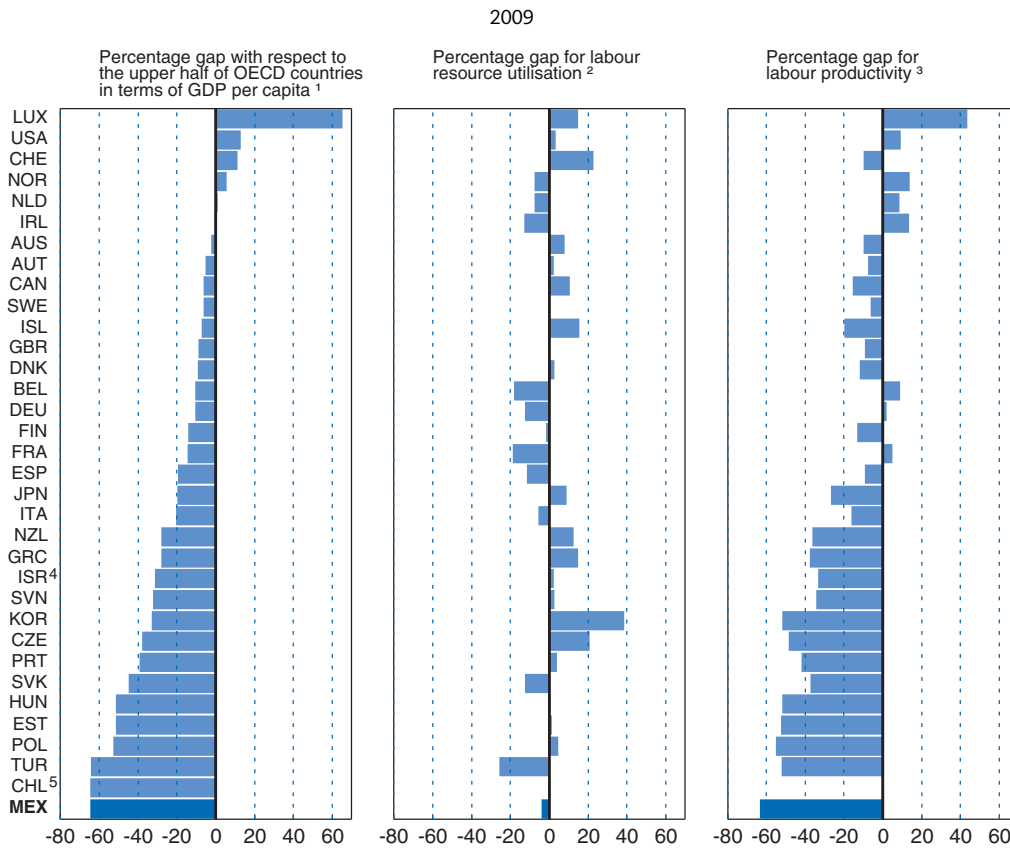 2009
Percentage gap with respect to
the upper half of OECD countries
in terms of GDP per capita ¹
Percentage gap for labour
resource utilisation ²
Percentage gap for
labour productivity ³
LUX
USA
CHE
NOR
NLD
IRL
AUS
AUT
CAN
SWE
ISL
GBR
DNK
BEL
DEU
FIN
FRA
ESP
JPN
ITA
NZL
GRC
ISR⁴
SVN
KOR
CZE
PRT
SVK
HUN
EST
POL
TUR
CHL⁵
MEX
-80 -60 -40 -20 0 20 40 60
-80 -60 -40 -20 0 20 40 60
-80 -60 -40 -20 0 20 40 60